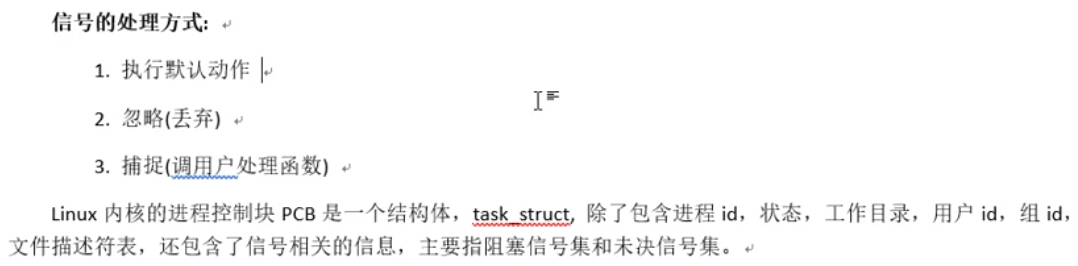 信号的处理方式:
1. 执行默认动作
2. 忽略(丢弃)
3. 捕捉(调用户处理函数)
Linux 内核的进程控制块 PCB 是一个结构体，task_struct, 除了包含进程 id，状态，工作目录，用户 id，组 id，
文件描述符表，还包含了信号相关的信息，主要指阻塞信号集和未决信号集。